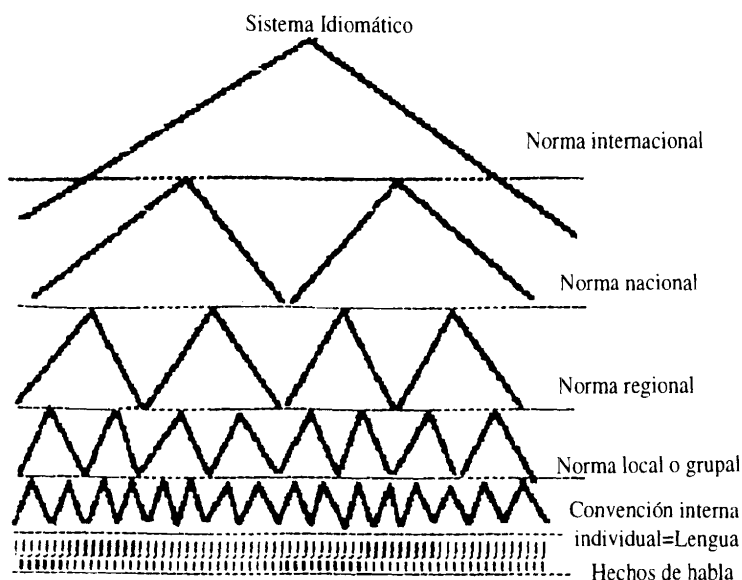 Sistema Idiomático
Norma internacional
Norma nacional
Norma regional
Norma local o grupal
Convención interna
individual=Lengua
Hechos de habla